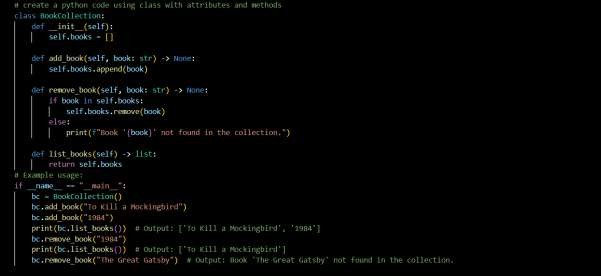 # create a python code using class with attributes and methods
class BookCollection:
    def __init__(self):
        self.books = []

    def add_book(self, book: str) -> None:
        self.books.append(book)

    def remove_book(self, book: str) -> None:
        if book in self.books:
            self.books.remove(book)
        else:
            print(f"Book '{book}' not found in the collection.")

    def list_books(self) -> list:
        return self.books
# Example usage:
if __name__ == "__main__":
    bc = BookCollection()
    bc.add_book("To Kill a Mockingbird")
    bc.add_book("1984")
    print(bc.list_books())  # Output: ['To Kill a Mockingbird', '1984']
    bc.remove_book("1984")
    print(bc.list_books())  # Output: ['To Kill a Mockingbird']
    bc.remove_book("The Great Gatsby")  # Output: Book 'The Great Gatsby' not found in the collection.